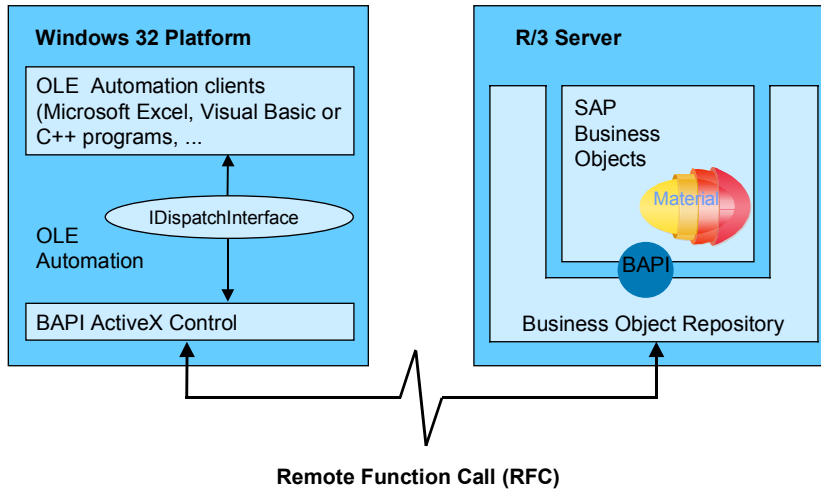 Windows 32 Platform
OLE Automation clients
(Microsoft Excel, Visual Basic or
C++ programs, ...
IDispatchInterface
OLE
Automation
BAPI ActiveX Control
R/3 Server
SAP
Business
Objects
Material
BAPI
Business Object Repository
Remote Function Call (RFC)